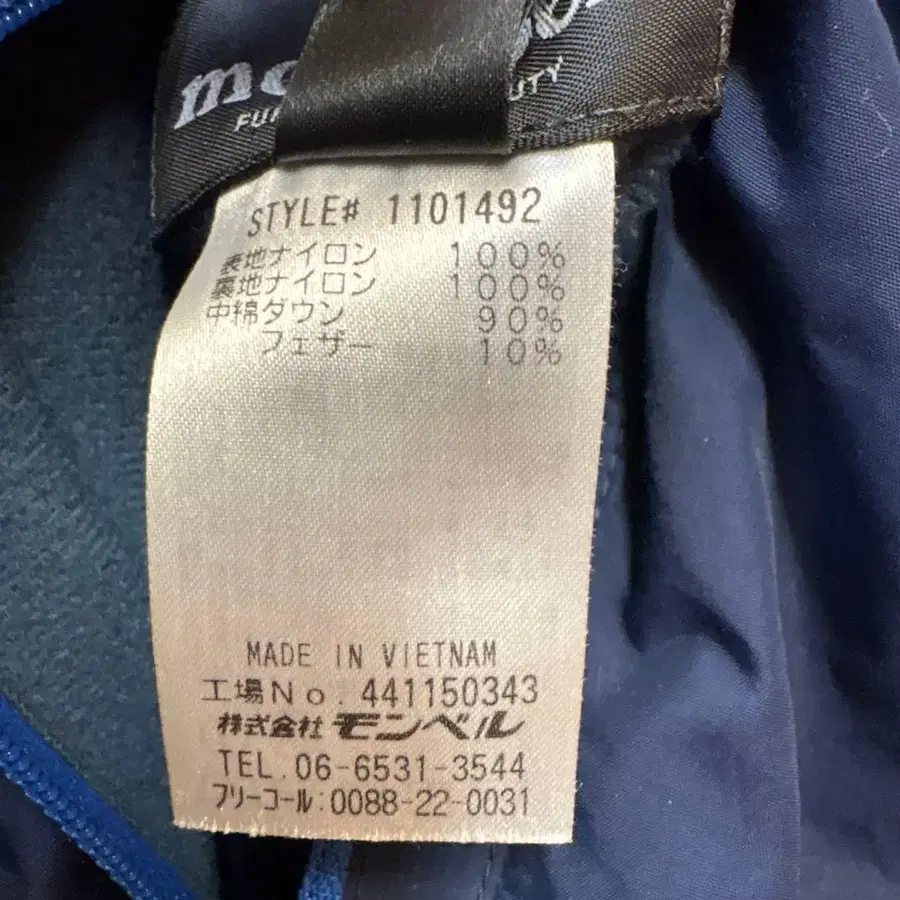 STYLE# 1101492
表地ナイロン 100%
裏地ナイロン 100%
中綿ダウン 90%
フェザー 10%
MADE IN VIETNAM
工場No. 441150343
株式会社 モンベル
TEL.06-6531-3544
フリーコール:0088-22-0031